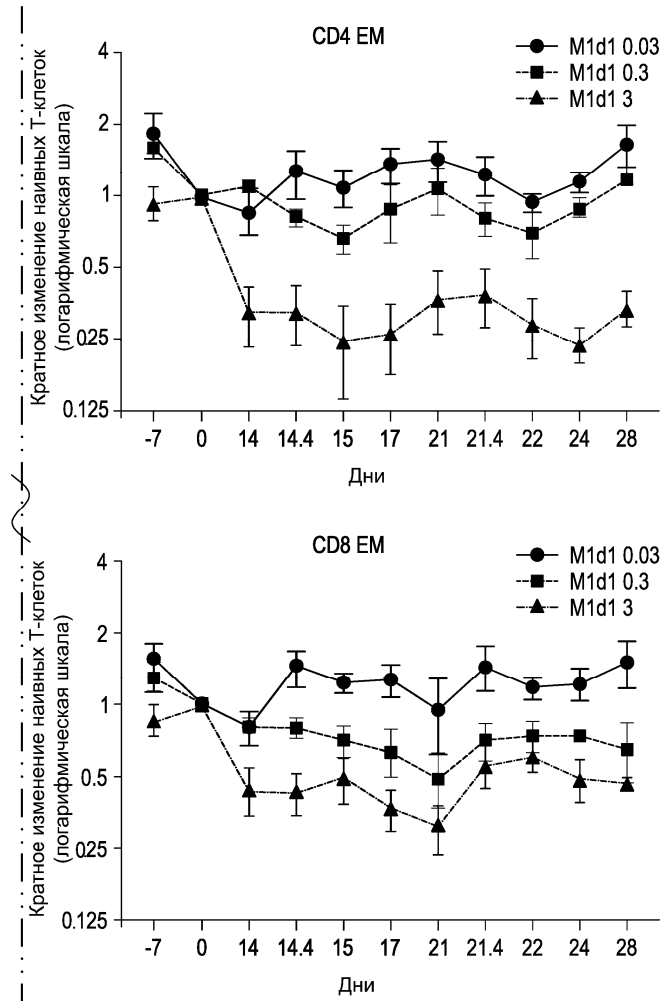 CD4 EM
M1d1 0.03
M1d1 0.3
M1d1 3
Кратное изменение наивных Т-клеток
(логарифмическая шкала)
4
2
1
0.5
0.25
0.125
-7 0 14 14.4 15 17 21 21.4 22 24 28
Дни
CD8 EM
M1d1 0.03
M1d1 0.3
M1d1 3
Кратное изменение наивных Т-клеток
(логарифмическая шкала)
4
2
1
0.5
0.25
0.125
-7 0 14 14.4 15 17 21 21.4 22 24 28
Дни